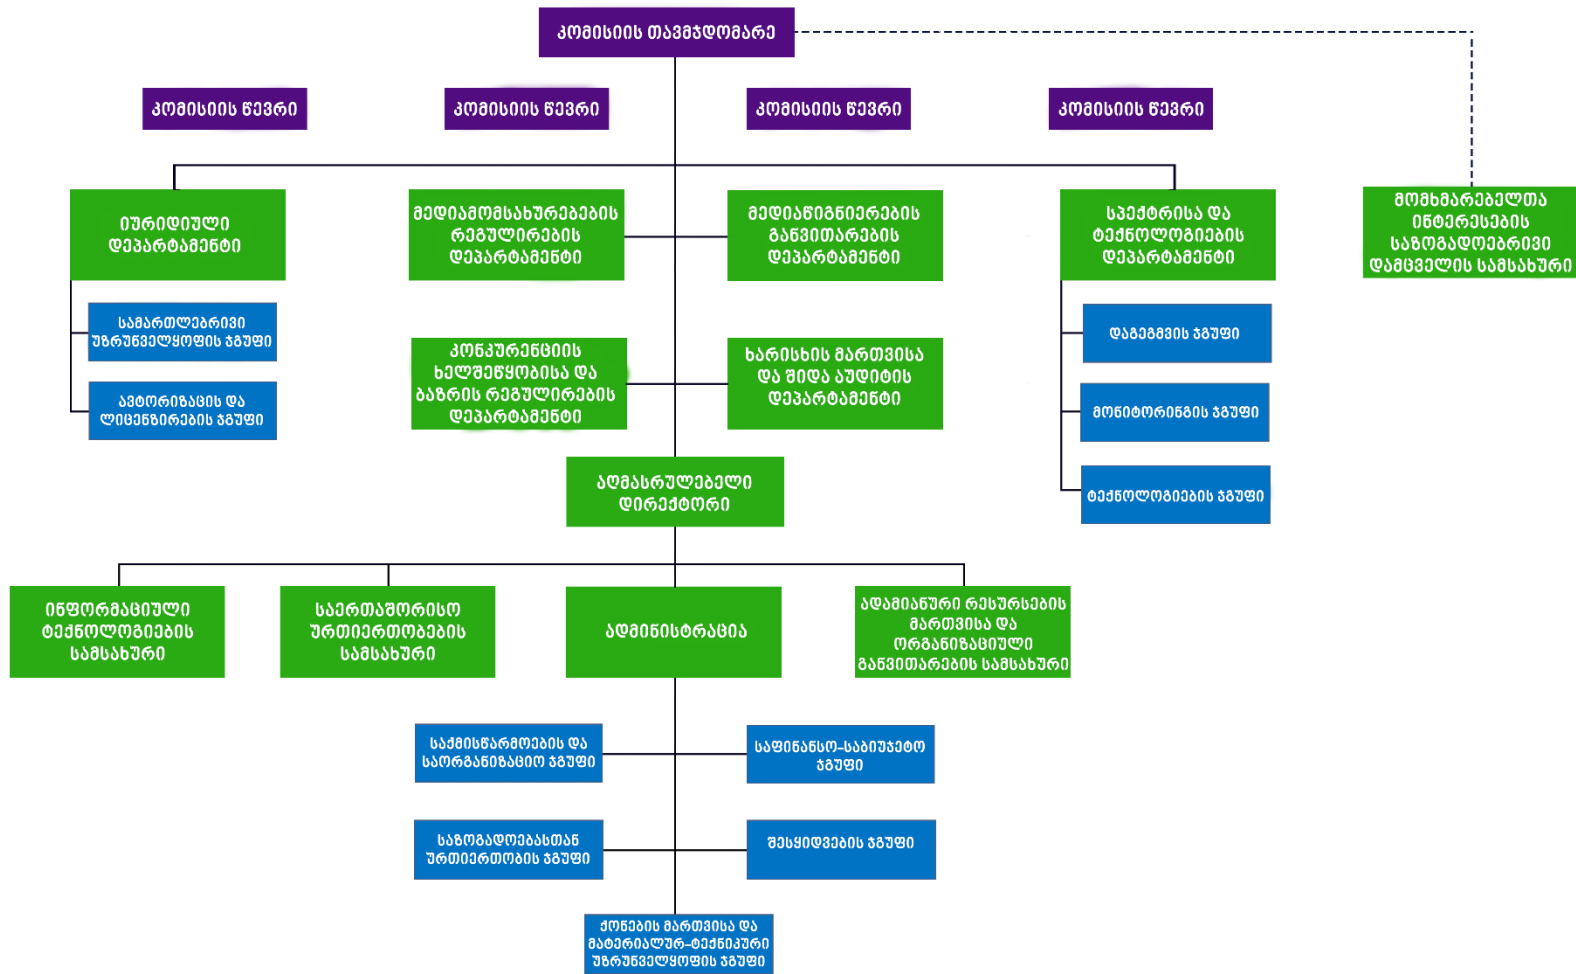 კომისიის თავმჯდომარე
კომისიის წევრი
კომისიის წევრი
კომისიის წევრი
კომისიის წევრი
იურიდიული
დეპარტამენტი
მედიამომსახურებების
რეგულირების
დეპარტამენტი
მედიაწიგნიერების
განვითარების
დეპარტამენტი
სპექტრისა და
ტექნოლოგიების
დეპარტამენტი
მომხმარებელთა
ინტერესების
საზოგადოებრივი
დამცველის სამსახური
სამართლებრივი
უზრუნველყოფის ჯგუფი
ავტორიზაცის და
ლიცენზირების ჯგუფი
კონკურენციის
ხელშეწყობისა და
ბაზრის რეგულირების
დეპარტამენტი
ხარისხის მართვისა
და შიდა აუდიტის
დეპარტამენტი
დაგეგმვის ჯგუფი
მონიტორინგის ჯგუფი
ტექნოლოგიების ჯგუფი
აღმასრულებელი
დირექტორი
ინფორმაციული
ტექნოლოგიების
სამსახური
საერთაშორისო
ურთიერთობების
სამსახური
ადმინისტრაცია
ადამიანური რესურსების
მართვისა და
ორგანიზაციული
განვითარების სამსახური
საქმისწარმოების და
საორგანიზაციო ჯგუფი
საფინანსო-საბიუჯეტო
ჯგუფი
საზოგადოებასთან
ურთიერთობის ჯგუფი
შესყიდვების ჯგუფი
ქონების მართვისა და
მატერიალურ-ტექნიკური
უზრუნველყოფის ჯგუფი